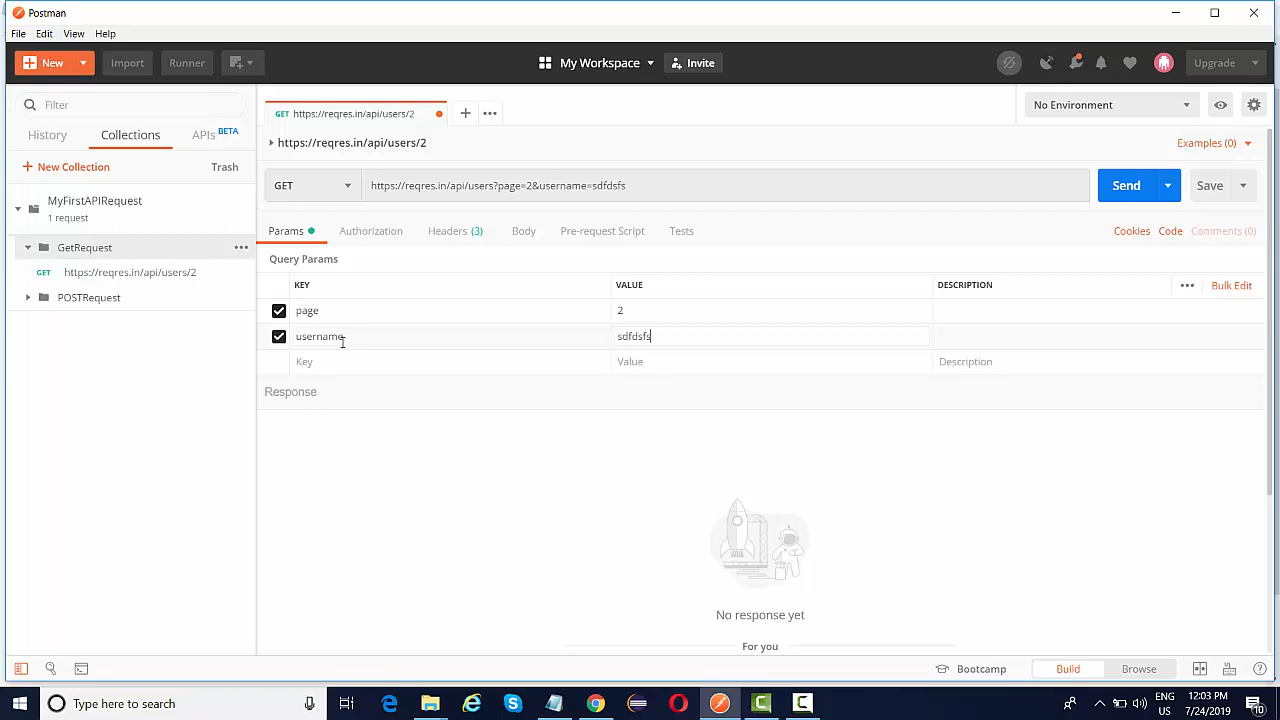 Postman
File Edit View Help
New Import Runner My Workspace Invite Upgrade
Filter
History Collections APIs BETA
New Collection Trash
MyFirstAPIRequest
1 request
GetRequest
GET https://reqres.in/api/users/2
POSTRequest
GET https://reqres.in/api/users/2
No Environment
https://reqres.in/api/users/2
Examples (0)
GET https://reqres.in/api/users?page=2&username=sdfdsfs Send Save
Params Authorization Headers (3) Body Pre-request Script Tests Cookies Code Comments (0)
Query Params
KEY VALUE DESCRIPTION Bulk Edit
page 2
username sdfdsfs
Key Value Description
Response
No response yet
For you
Bootcamp Build Browse
Type here to search
ENG
US
12:03 PM
7/24/2019
10